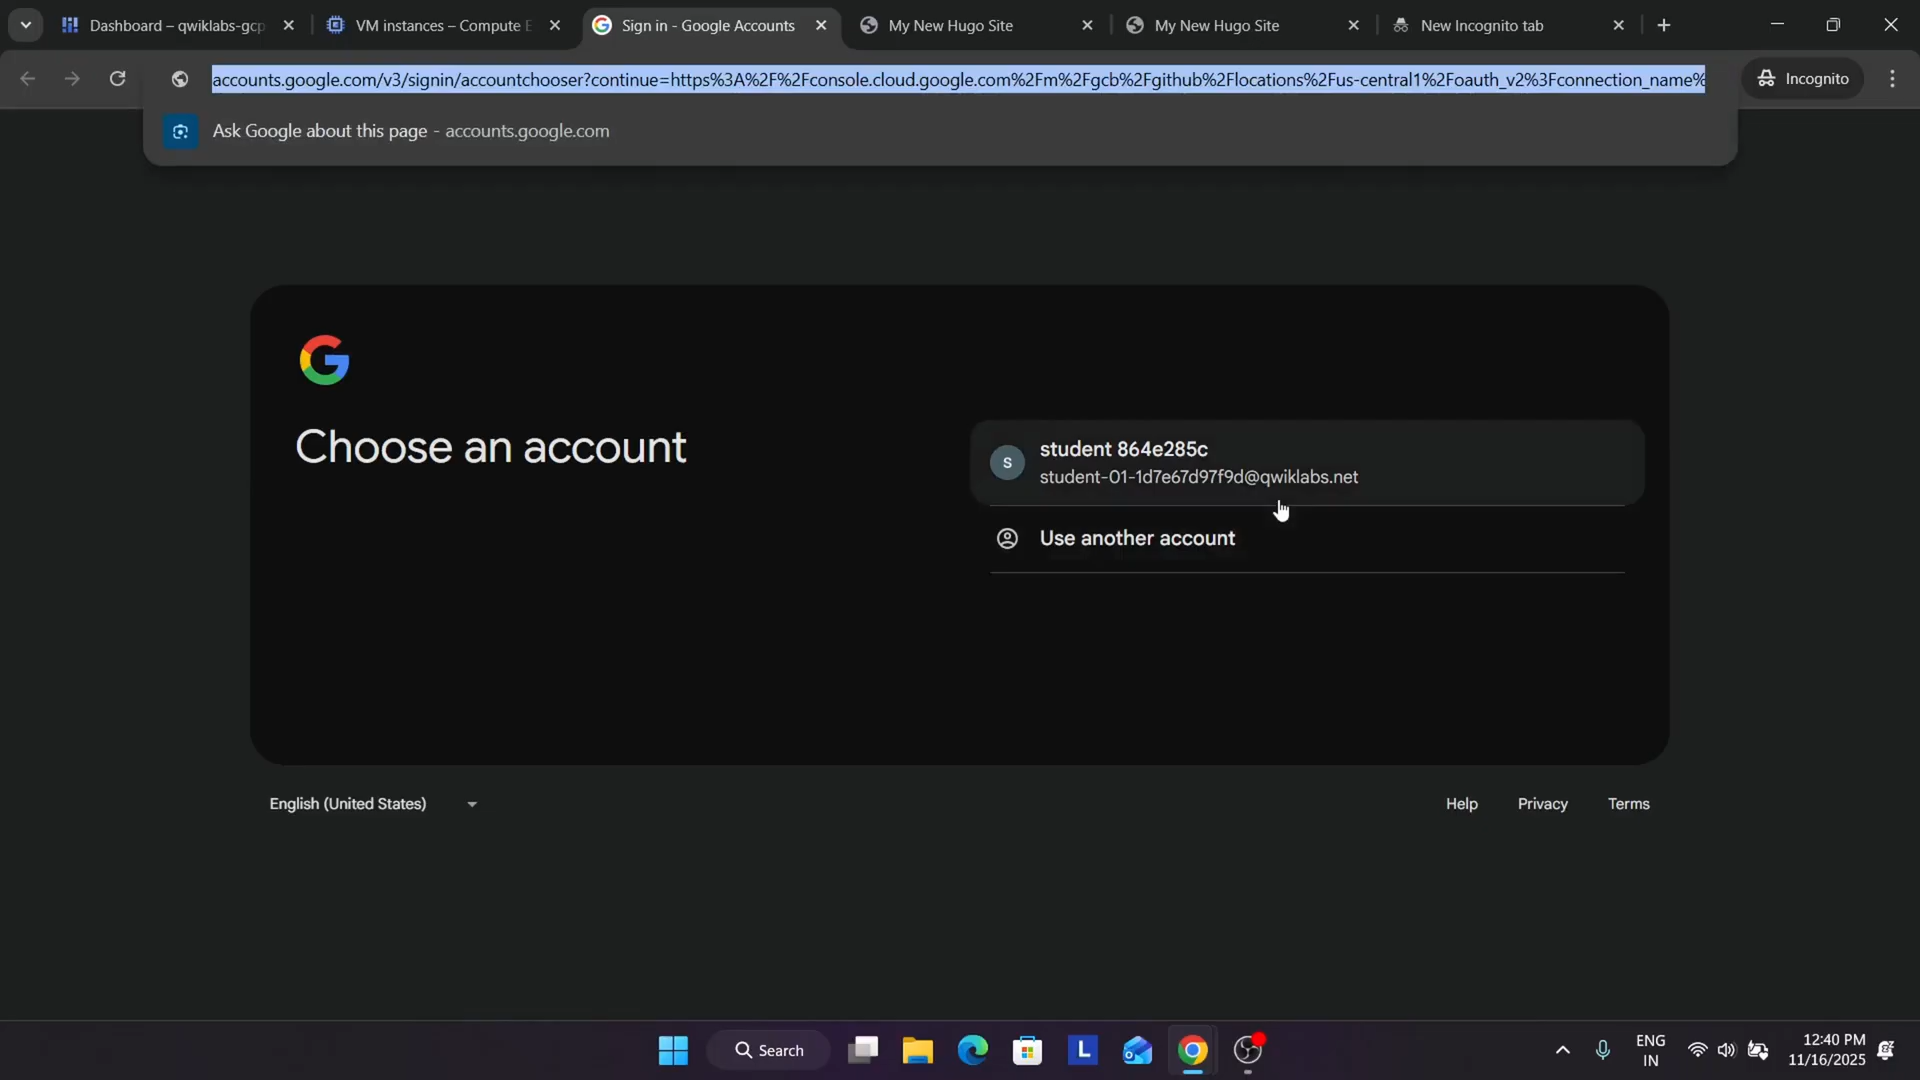 Dashboard – qwiklabs-gcp
VM instances – Compute E
Sign in - Google Accounts
My New Hugo Site
My New Hugo Site
New Incognito tab
accounts.google.com/v3/signin/accountchooser?continue=https%3A%2F%2Fconsole.cloud.google.com%2Fm%2Fgcb%2Fgithub%2Flocations%2Fus-central1%2Foauth_v2%3Fconnection_name%
Incognito
Ask Google about this page - accounts.google.com
Choose an account
S
student 864e285c
student-01-1d7e67d97f9d@qwiklabs.net
Use another account
English (United States)
Help
Privacy
Terms
Search
L
ENG
IN
12:40 PM
11/16/2025